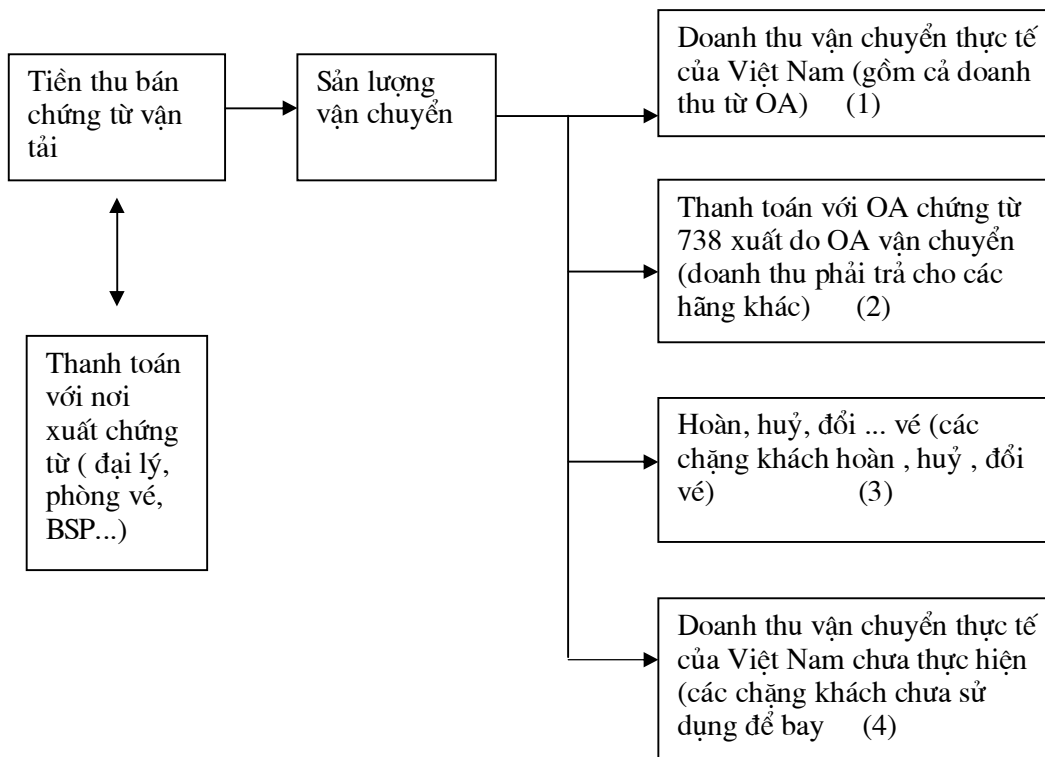 Tiền thu bán
chứng từ vận
tải
Sản lượng
vận chuyển
Doanh thu vận chuyển thực tế
của Việt Nam (gồm cả doanh
thu từ OA) (1)
Thanh toán với OA chứng từ
738 xuất do OA vận chuyển
(doanh thu phải trả cho các
hãng khác) (2)
Thanh toán
với nơi
xuất chứng
từ ( đại lý,
phòng vé,
BSP...)
Hoàn, huỷ, đổi ... vé (các
chặng khách hoàn , huỷ , đổi
vé) (3)
Doanh thu vận chuyển thực tế
của Việt Nam chưa thực hiện
(các chặng khách chưa sử
dụng để bay (4)